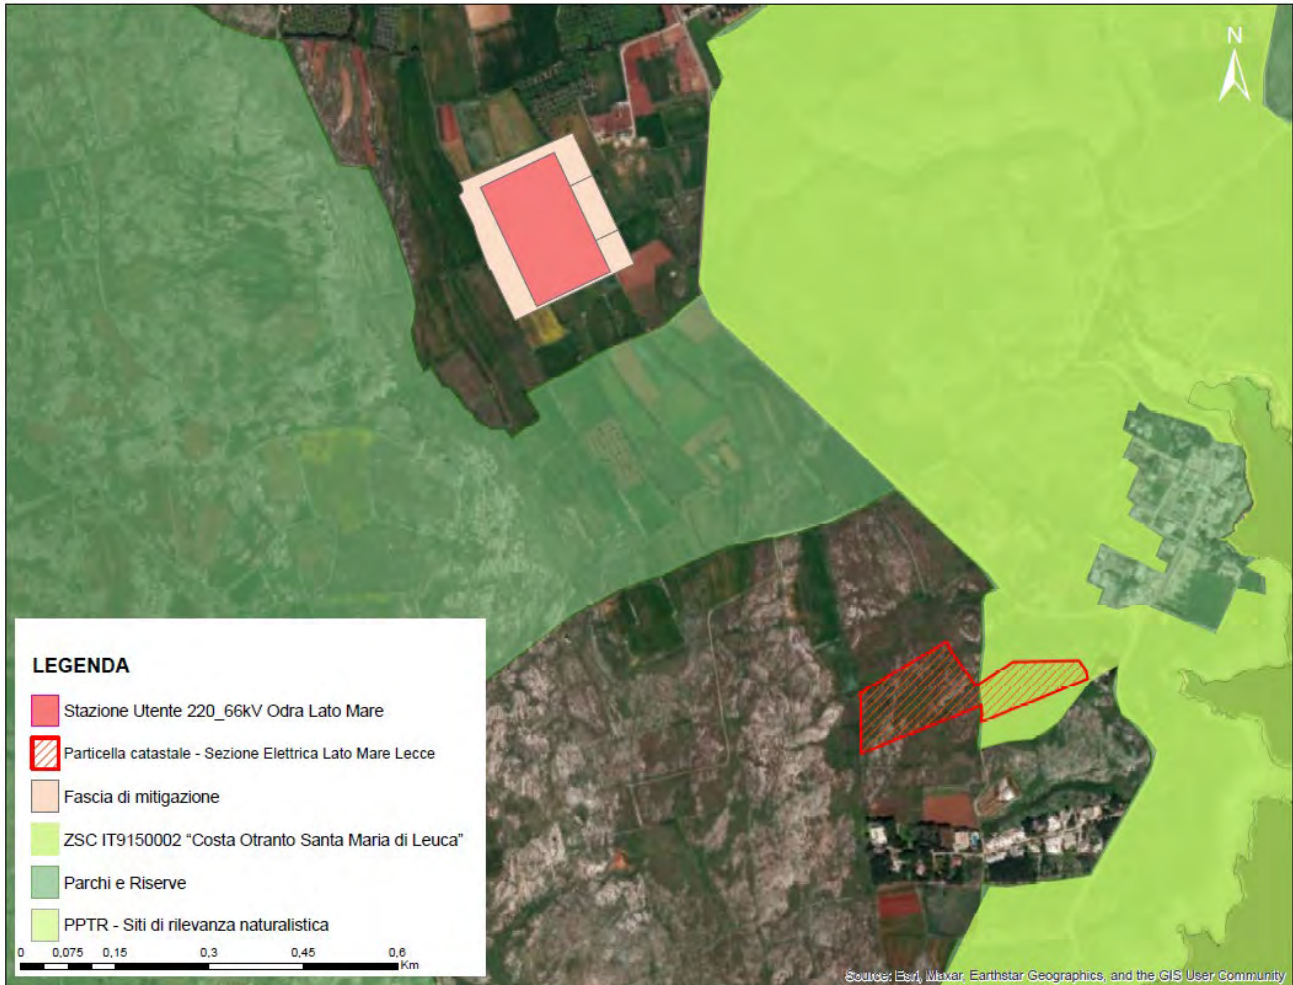 N
LEGENDA
Stazione Utente 220_66kV Odra Lato Mare
Particella catastale - Sezione Elettrica Lato Mare Lecce
Fascia di mitigazione
ZSC IT9150002 “Costa Otranto Santa Maria di Leuca”
Parchi e Riserve
PPTR - Siti di rilevanza naturalistica
0 0,075 0,15 0,3 0,45 0,6
Km
Source: Esri, Maxar, Earthstar Geographics, and the GIS User Community